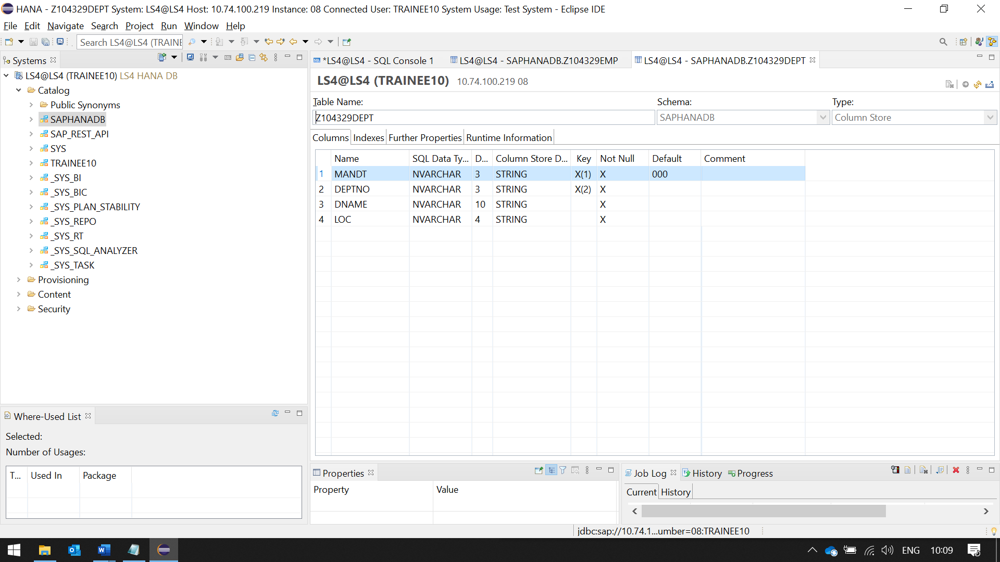 HANA - Z104329DEPT System: LS4@LS4 Host: 10.74.100.219 Instance: 08 Connected User: TRAINEE10 System Usage: Test System - Eclipse IDE
File Edit Navigate Search Project Run Window Help
Search LS4@LS4 (TRAINE
Systems
LS4@LS4 (TRAINEE10) LS4 HANA DB
Catalog
Public Synonyms
SAPHANADB
SAP_REST_API
SYS
TRAINEE10
_SYS_BI
_SYS_BIC
_SYS_PLAN_STABILITY
_SYS_REPO
_SYS_RT
_SYS_SQL_ANALYZER
_SYS_TASK
Provisioning
Content
Security
Where-Used List
Selected:
Number of Usages:
T... Used In Package
*LS4@LS4 - SQL Console 1 LS4@LS4 - SAPHANADB.Z104329EMP LS4@LS4 - SAPHANADB.Z104329DEPT
LS4@LS4 (TRAINEE10) 10.74.100.219 08
Table Name: Schema: Type:
Z104329DEPT SAPHANADB Column Store
Columns Indexes Further Properties Runtime Information
Name SQL Data Ty... D... Column Store D... Key Not Null Default Comment
1 MANDT NVARCHAR 3 STRING X(1) X 000
2 DEPTNO NVARCHAR 3 STRING X(2) X
3 DNAME NVARCHAR 10 STRING X
4 LOC NVARCHAR 4 STRING X
Properties
Property Value
Job Log History Progress
Current History
jdbc:sap://10.74.1...umber=08:TRAINEE10
ENG 10:09